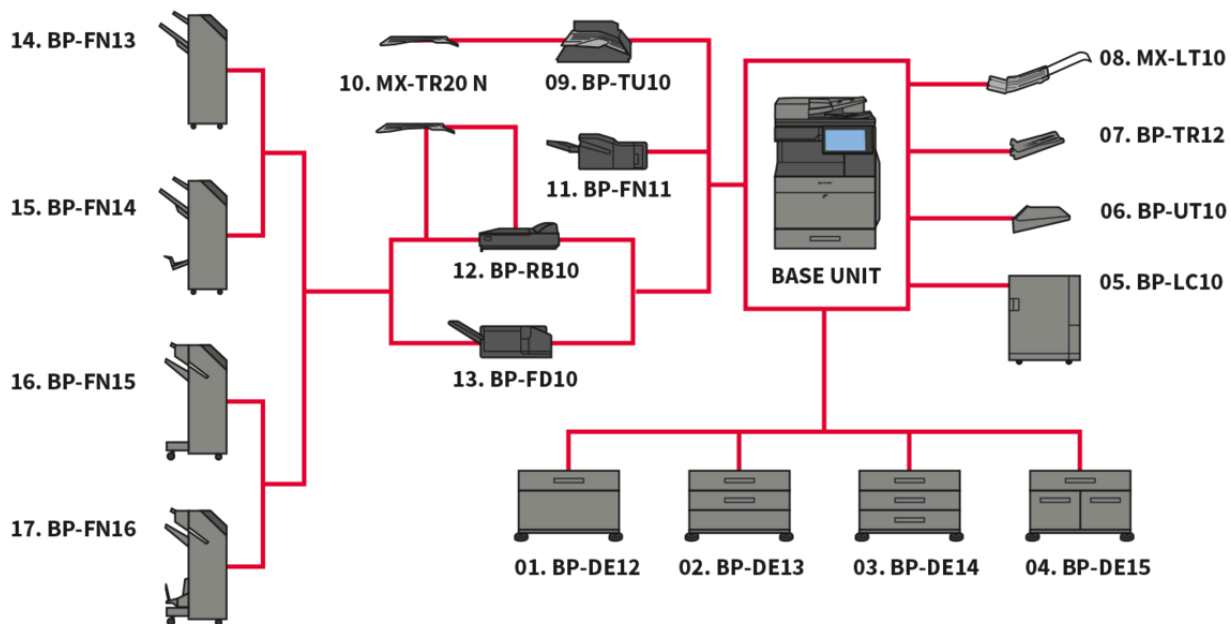 14. BP-FN13
10. MX-TR20 N
09. BP-TU10
08. MX-LT10
07. BP-TR12
15. BP-FN14
11. BP-FN11
06. BP-UT10
12. BP-RB10
BASE UNIT
05. BP-LC10
16. BP-FN15
13. BP-FD10
17. BP-FN16
01. BP-DE12
02. BP-DE13
03. BP-DE14
04. BP-DE15